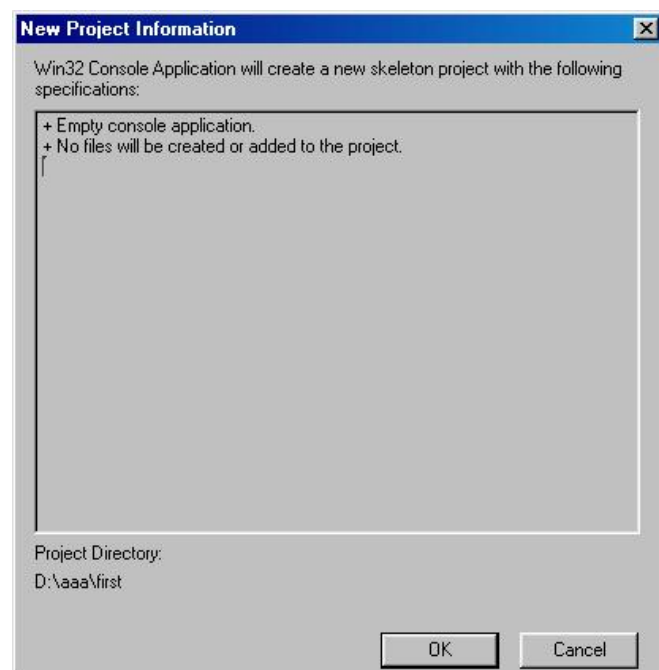 New Project Information
Win32 Console Application will create a new skeleton project with the following
specifications:
+ Empty console application.
+ No files will be created or added to the project.
Project Directory:
D:\aaa\first
OK
Cancel